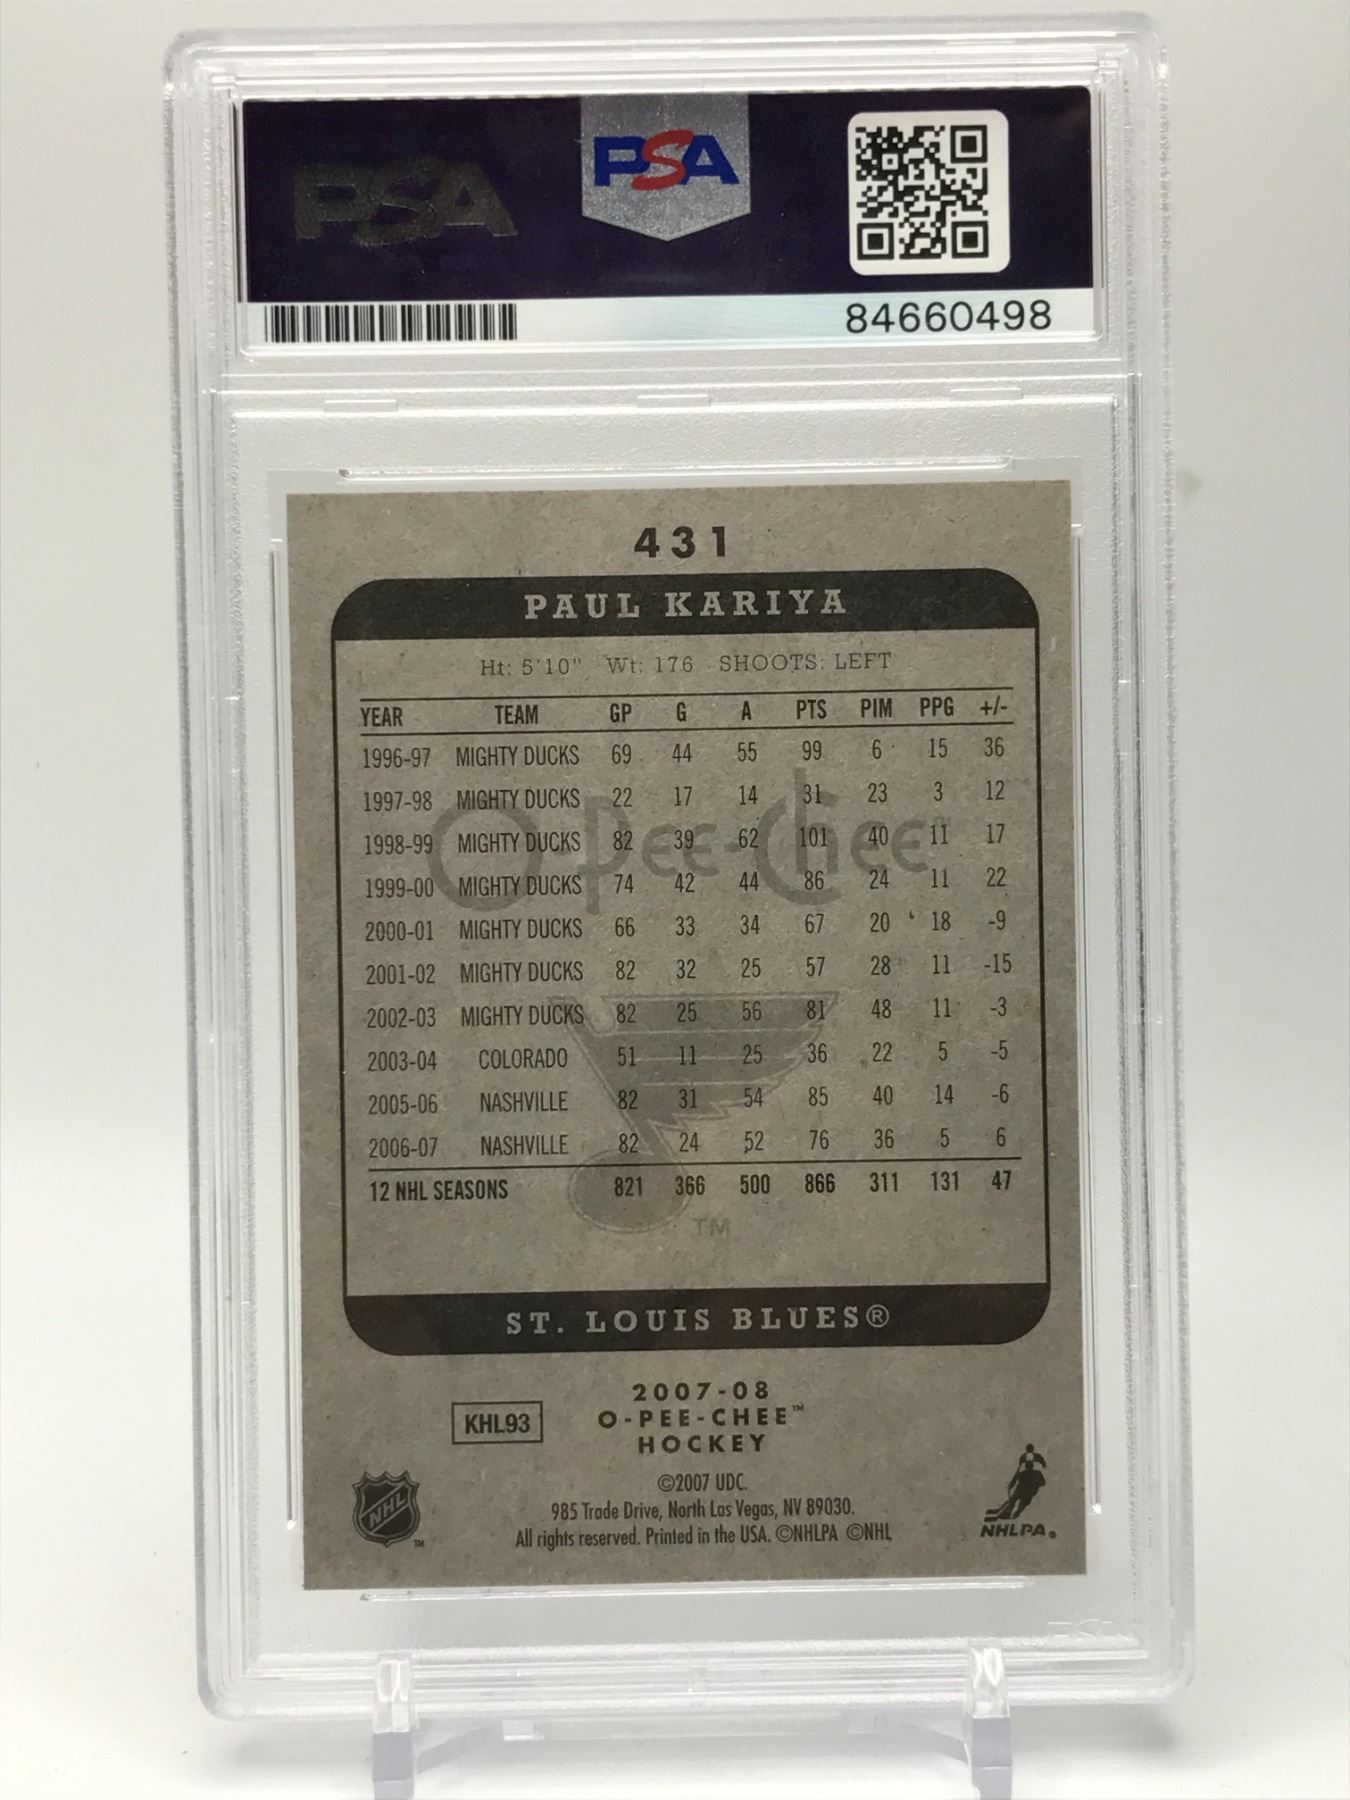 PSA
PSA
84660498
431
PAUL KARIYA
Ht: 5'10" Wt: 176 SHOOTS: LEFT
YEAR TEAM GP G A PTS PIM PPG +/-
1996-97 MIGHTY DUCKS 69 44 55 99 6 15 36
1997-98 MIGHTY DUCKS 22 17 14 31 23 3 12
1998-99 MIGHTY DUCKS 82 39 62 101 40 11 17
1999-00 MIGHTY DUCKS 74 42 44 86 24 11 22
2000-01 MIGHTY DUCKS 66 33 34 67 20 18 -9
2001-02 MIGHTY DUCKS 82 32 25 57 28 11 -15
2002-03 MIGHTY DUCKS 82 25 56 81 48 11 -3
2003-04 COLORADO 51 11 25 36 22 5 -5
2005-06 NASHVILLE 82 31 54 85 40 14 -6
2006-07 NASHVILLE 82 24 52 76 36 5 6
12 NHL SEASONS 821 366 500 866 311 131 47
O-Pee-Chee™
TM
ST. LOUIS BLUES®
KHL93
2007-08
O-PEE-CHEE™
HOCKEY
©2007 UDC.
985 Trade Drive, North Las Vegas, NV 89030.
All rights reserved. Printed in the USA. ©NHLPA ©NHL
NHL TM
NHLPA®
PSA